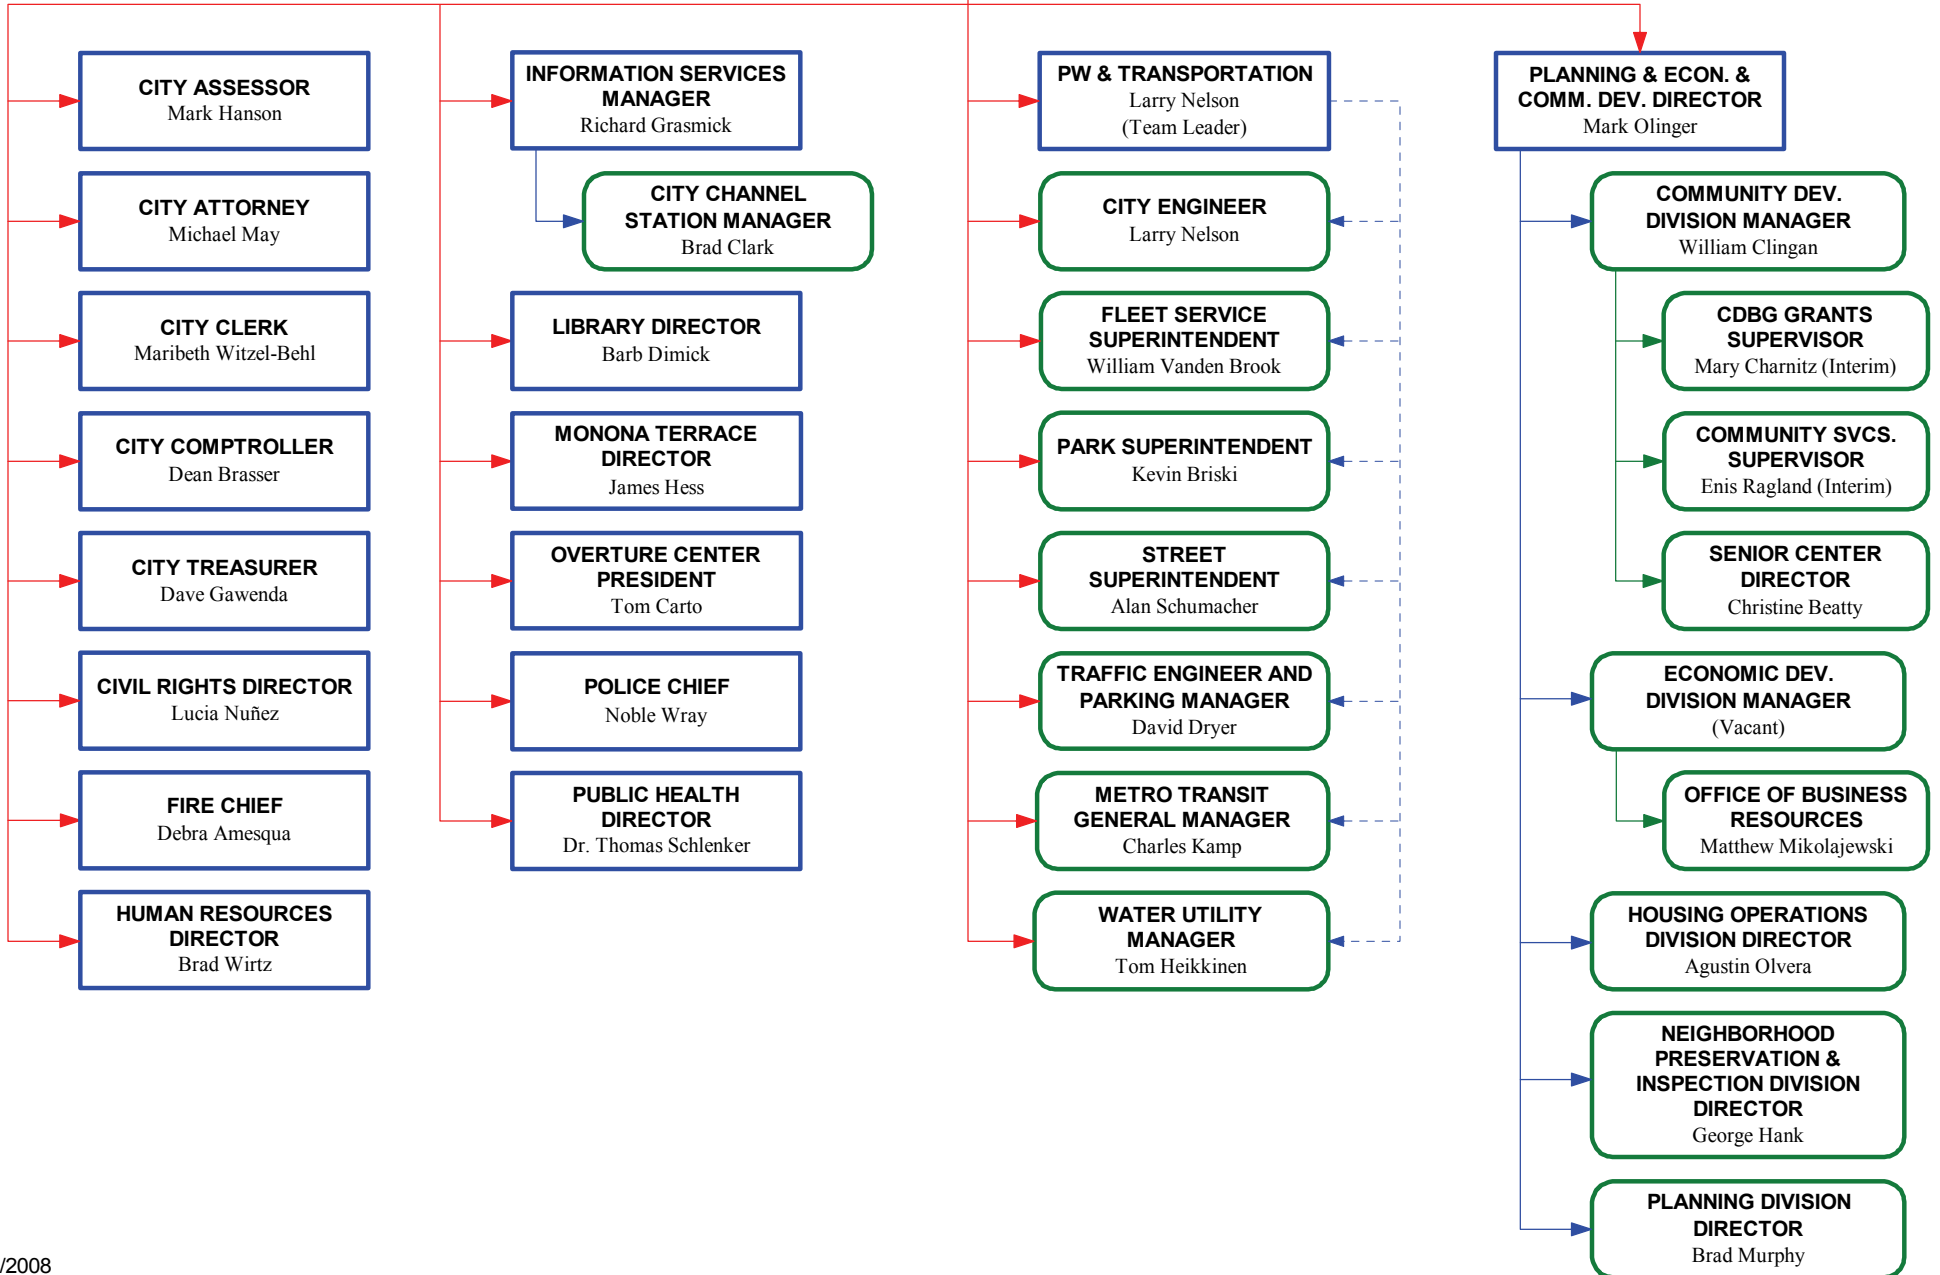 CITY ASSESSOR
Mark Hanson
CITY ATTORNEY
Michael May
CITY CLERK
Maribeth Witzel-Behl
CITY COMPTROLLER
Dean Brasser
CITY TREASURER
Dave Gawenda
CIVIL RIGHTS DIRECTOR
Lucia Nuñez
FIRE CHIEF
Debra Amesqua
HUMAN RESOURCES
DIRECTOR
Brad Wirtz
INFORMATION SERVICES
MANAGER
Richard Grasmick
CITY CHANNEL
STATION MANAGER
Brad Clark
LIBRARY DIRECTOR
Barb Dimick
MONONA TERRACE
DIRECTOR
James Hess
OVERTURE CENTER
PRESIDENT
Tom Carto
POLICE CHIEF
Noble Wray
PUBLIC HEALTH
DIRECTOR
Dr. Thomas Schlenker
PW & TRANSPORTATION
Larry Nelson
(Team Leader)
CITY ENGINEER
Larry Nelson
FLEET SERVICE
SUPERINTENDENT
William Vanden Brook
PARK SUPERINTENDENT
Kevin Briski
STREET
SUPERINTENDENT
Alan Schumacher
TRAFFIC ENGINEER AND
PARKING MANAGER
David Dryer
METRO TRANSIT
GENERAL MANAGER
Charles Kamp
WATER UTILITY
MANAGER
Tom Heikkinen
PLANNING & ECON. &
COMM. DEV. DIRECTOR
Mark Olinger
COMMUNITY DEV.
DIVISION MANAGER
William Clingan
CDBG GRANTS
SUPERVISOR
Mary Charnitz (Interim)
COMMUNITY SVCS.
SUPERVISOR
Enis Ragland (Interim)
SENIOR CENTER
DIRECTOR
Christine Beatty
ECONOMIC DEV.
DIVISION MANAGER
(Vacant)
OFFICE OF BUSINESS
RESOURCES
Matthew Mikolajewski
HOUSING OPERATIONS
DIVISION DIRECTOR
Agustin Olvera
NEIGHBORHOOD
PRESERVATION &
INSPECTION DIVISION
DIRECTOR
George Hank
PLANNING DIVISION
DIRECTOR
Brad Murphy
/2008